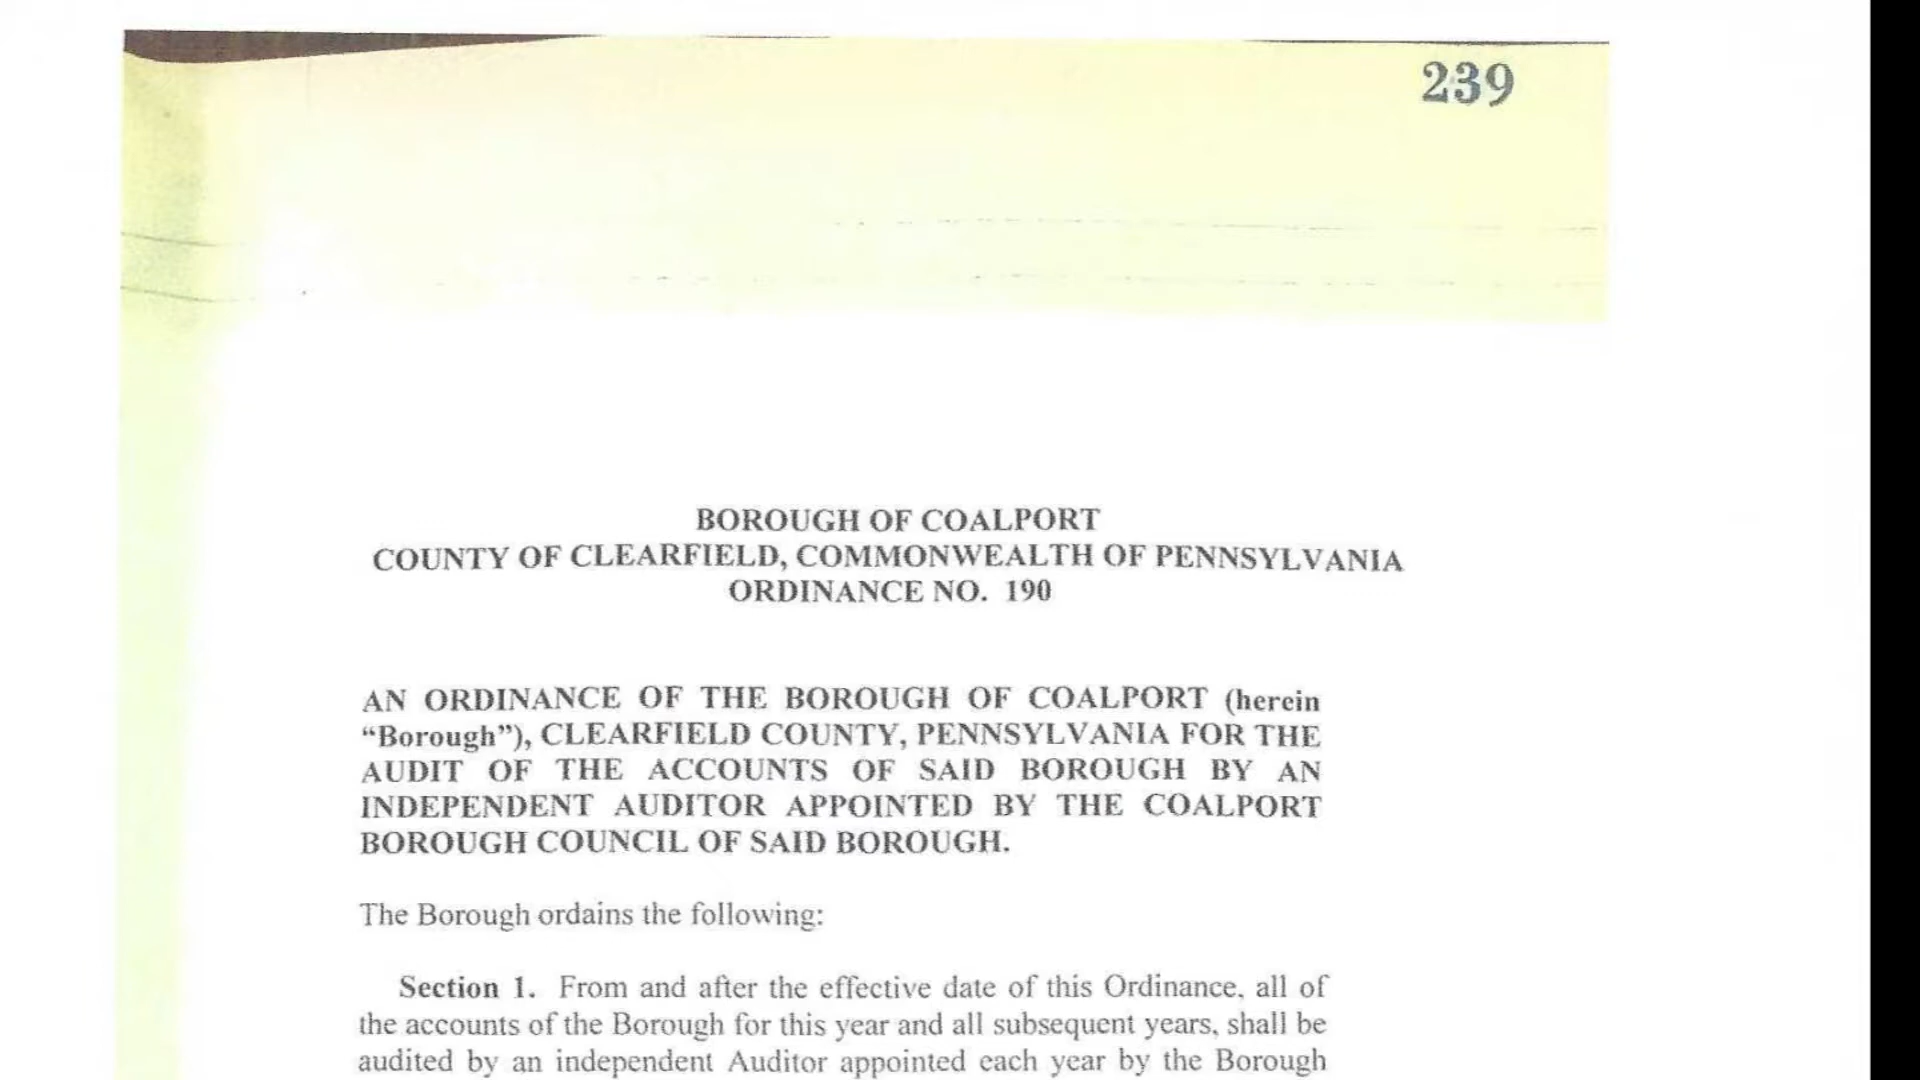 239
BOROUGH OF COALPORT
COUNTY OF CLEARFIELD, COMMONWEALTH OF PENNSYLVANIA
ORDINANCE NO. 190
AN ORDINANCE OF THE BOROUGH OF COALPORT (herein
“Borough”), CLEARFIELD COUNTY, PENNSYLVANIA FOR THE
AUDIT OF THE ACCOUNTS OF SAID BOROUGH BY AN
INDEPENDENT AUDITOR APPOINTED BY THE COALPORT
BOROUGH COUNCIL OF SAID BOROUGH.
The Borough ordains the following:
Section 1. From and after the effective date of this Ordinance, all of
the accounts of the Borough for this year and all subsequent years, shall be
audited by an independent Auditor appointed each year by the Borough